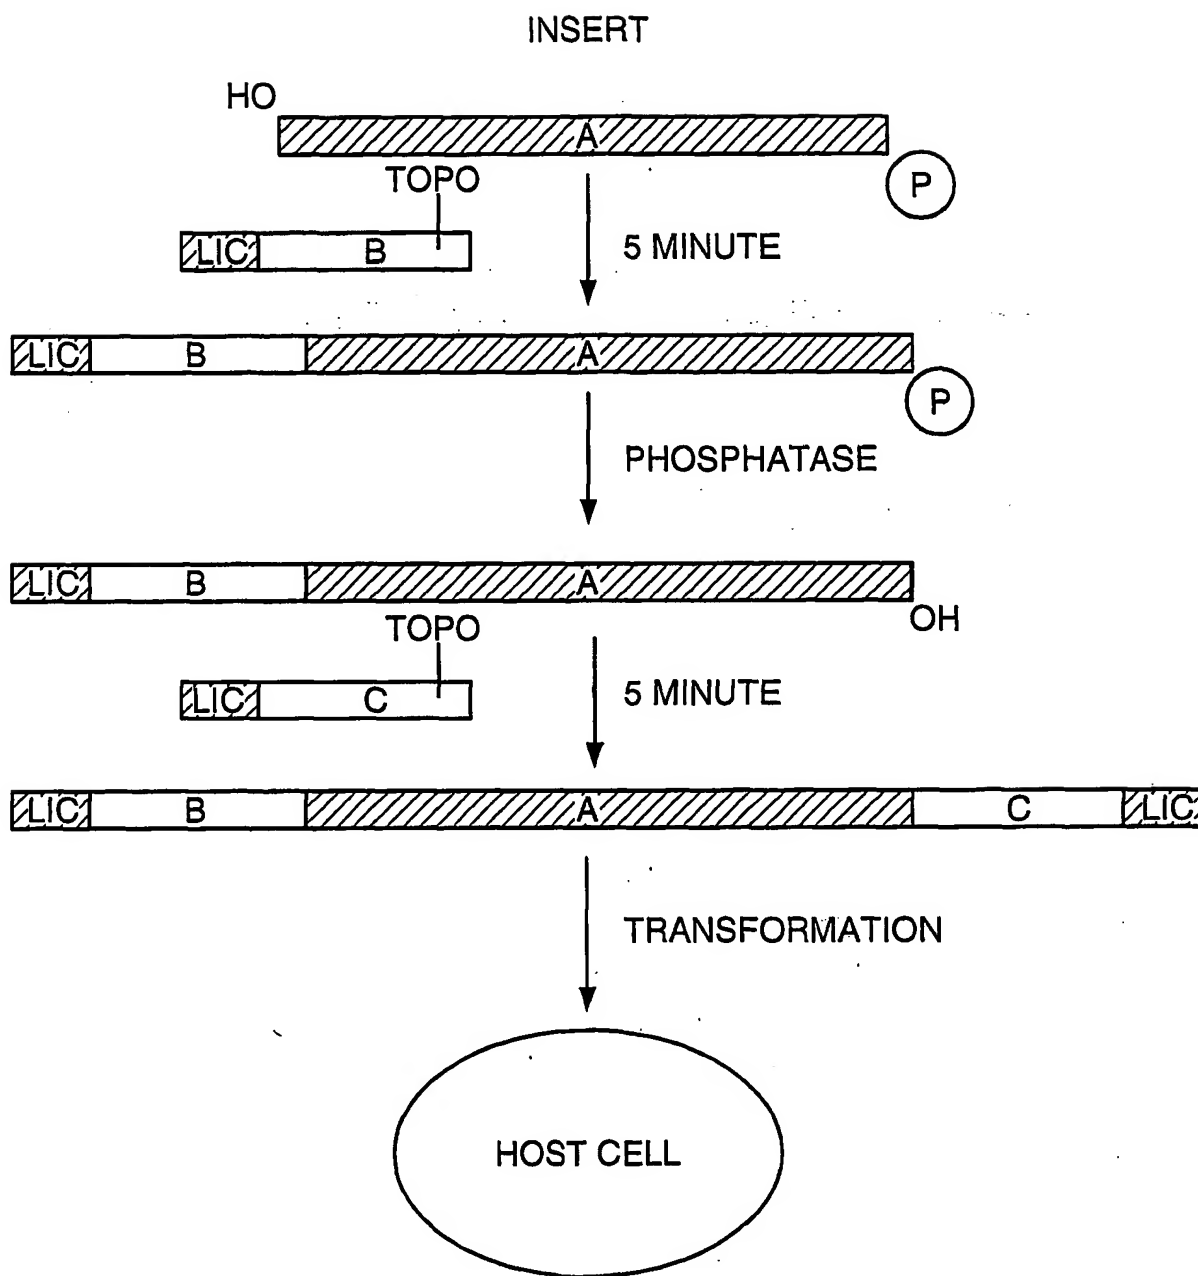 INSERT
HO
A
P
TOPO
LIC B
5 MINUTE
LIC B A
P
PHOSPHATASE
LIC B A
OH
TOPO
LIC C
5 MINUTE
LIC B A C LIC
TRANSFORMATION
HOST CELL